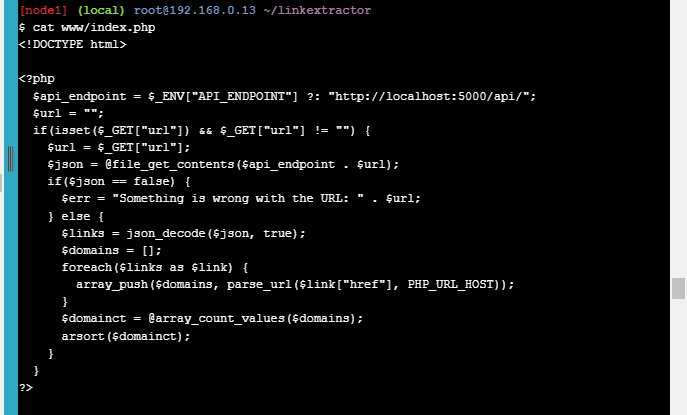 [node1] (local) root@192.168.0.13 ~/linkextractor
$ cat www/index.php
<!DOCTYPE html>

<?php
  $api_endpoint = $_ENV["API_ENDPOINT"] ?: "http://localhost:5000/api/";
  $url = "";
  if(isset($_GET["url"]) && $_GET["url"] != "") {
    $url = $_GET["url"];
    $json = @file_get_contents($api_endpoint . $url);
    if($json == false) {
      $err = "Something is wrong with the URL: " . $url;
    } else {
      $links = json_decode($json, true);
      $domains = [];
      foreach($links as $link) {
        array_push($domains, parse_url($link["href"], PHP_URL_HOST));
      }
      $domainct = @array_count_values($domains);
      arsort($domainct);
    }
  }
?>